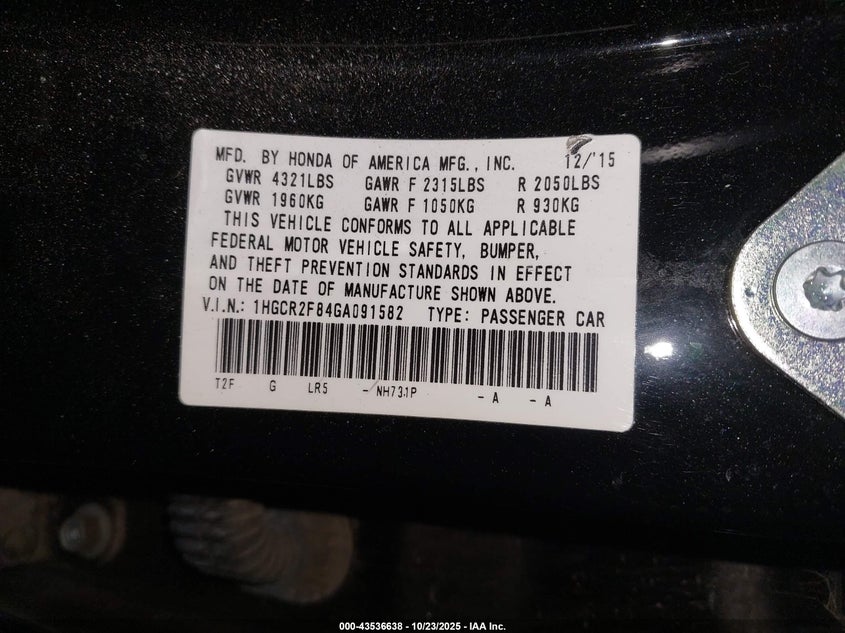 MFD. BY HONDA OF AMERICA MFG., INC. 12/'15
GVWR 4321LBS GAWR F 2315LBS R 2050LBS
GVWR 1960KG GAWR F 1050KG R 930KG
THIS VEHICLE CONFORMS TO ALL APPLICABLE
FEDERAL MOTOR VEHICLE SAFETY, BUMPER,
AND THEFT PREVENTION STANDARDS IN EFFECT
ON THE DATE OF MANUFACTURE SHOWN ABOVE.
V.I.N.: 1HGCR2F84GA091582 TYPE: PASSENGER CAR
T2F G LR5 - NH731P - A - A
000-43536638 - 10/23/2025 - IAA Inc.